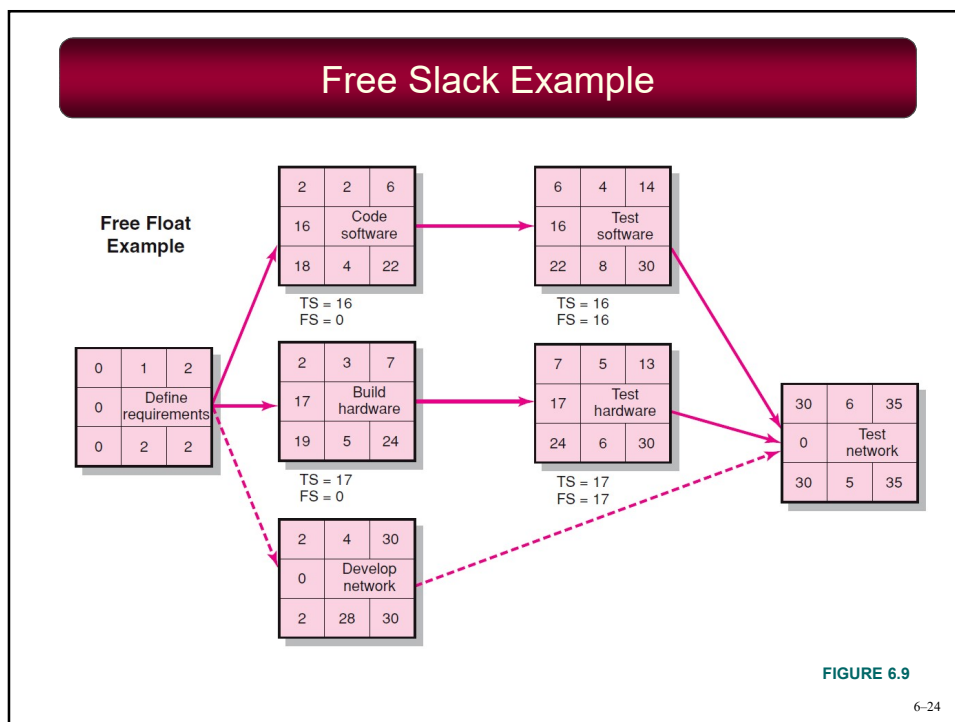 Free Slack Example
Free Float
Example
0 1 2
0 Define
requirements
0 2 2
2 2 6
16 Code
software
18 4 22
TS = 16
FS = 0
6 4 14
16 Test
software
22 8 30
TS = 16
FS = 16
2 3 7
17 Build
hardware
19 5 24
TS = 17
FS = 0
7 5 13
17 Test
hardware
24 6 30
TS = 17
FS = 17
2 4 30
0 Develop
network
2 28 30
30 6 35
0 Test
network
30 5 35
FIGURE 6.9
6–24